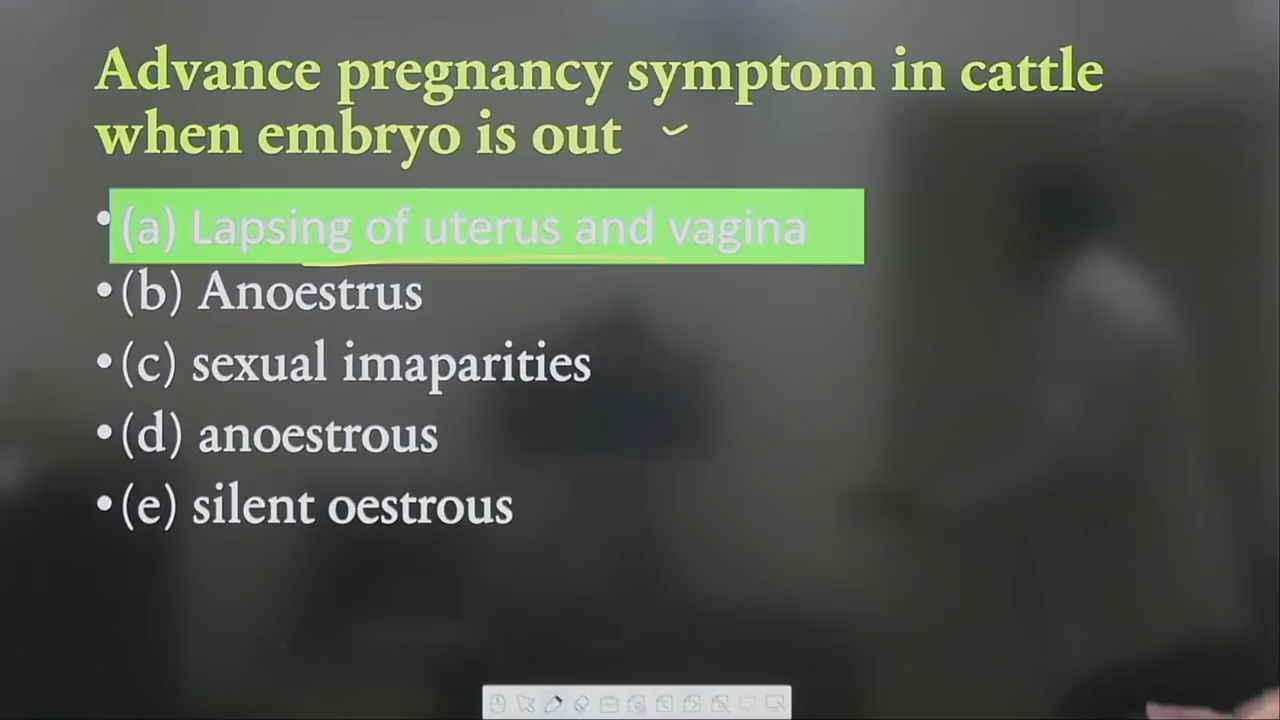 Advance pregnancy symptom in cattle
when embryo is out
• (a) Lapsing of uterus and vagina
• (b) Anoestrus
• (c) sexual imaparities
• (d) anoestrous
• (e) silent oestrous